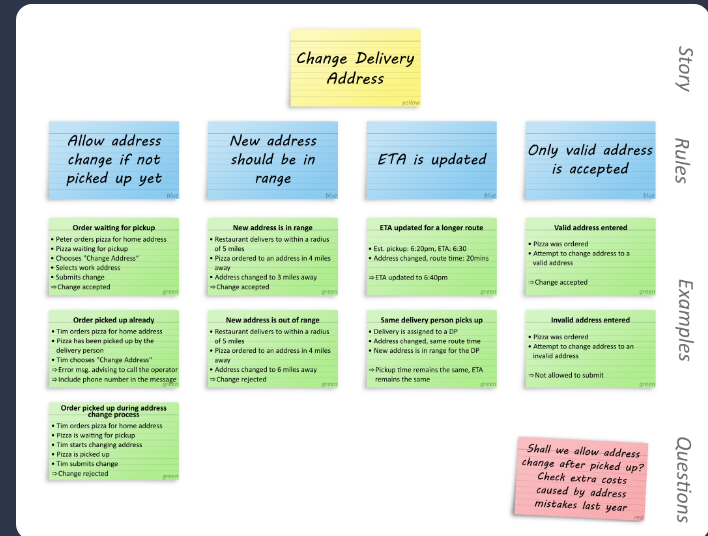 Change Delivery
Address
yellow
Story
Allow address
change if not
picked up yet
blue
New address
should be in
range
blue
ETA is updated
blue
Only valid address
is accepted
blue
Rules
Order waiting for pickup
• Peter orders pizza for home address
• Pizza waiting for pickup
• Chooses "Change Address"
• Selects work address
• Submits change
⇒Change accepted
green
New address is in range
• Restaurant delivers to within a radius
of 5 miles
• Pizza ordered to an address in 4 miles
away
• Address changed to 3 miles away
⇒Change accepted
green
ETA updated for a longer route
• Est. pickup: 6:20pm, ETA: 6:30
• Address changed, route time: 20mins
⇒ETA updated to 6:40pm
green
Valid address entered
• Pizza was ordered
• Attempt to change address to a
valid address
⇒Change accepted
green
Examples
Order picked up already
• Tim orders pizza for home address
• Pizza has been picked up by the
delivery person
• Tim chooses "Change Address"
⇒Error msg. advising to call the operator
⇒Include phone number in the message
green
New address is out of range
• Restaurant delivers to within a radius
of 5 miles
• Pizza ordered to an address in 4 miles
away
• Address changed to 6 miles away
⇒Change rejected
green
Same delivery person picks up
• Delivery is assigned to a DP
• Address changed, same route time
• New address is in range for the DP
⇒Pickup time remains the same, ETA
remains the same
green
Invalid address entered
• Pizza was ordered
• Attempt to change address to an
invalid address
⇒Not allowed to submit
green
Order picked up during address
change process
• Tim orders pizza for home address
• Pizza is waiting for pickup
• Tim starts changing address
• Pizza is picked up
• Tim submits change
⇒Change rejected
green
Shall we allow address
change after picked up?
Check extra costs
caused by address
mistakes last year
red
Questions